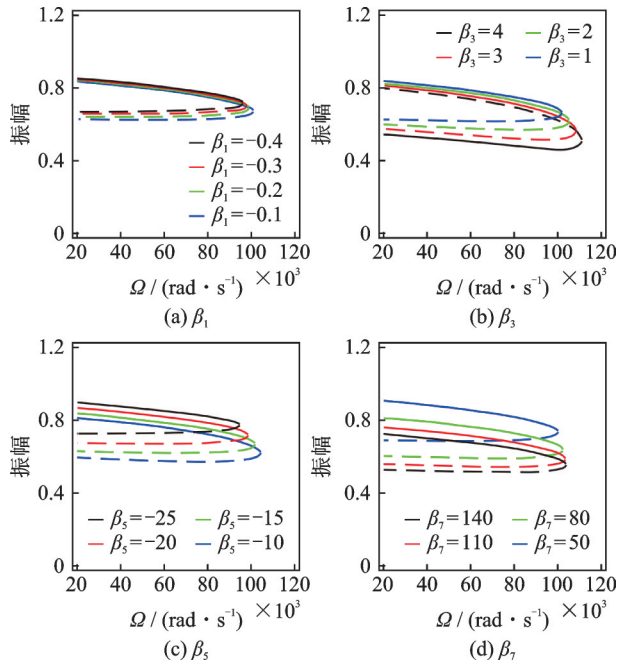 1.2
0.8
0.4
0
振幅
β₁=−0.4
β₁=−0.3
β₁=−0.2
β₁=−0.1
20 40 60 80 100 120
×10³
Ω / (rad · s⁻¹)
(a) β₁
1.2
0.8
0.4
0
振幅
β₃=4 β₃=2
β₃=3 β₃=1
20 40 60 80 100 120
×10³
Ω / (rad · s⁻¹)
(b) β₃
1.2
0.8
0.4
0
振幅
β₅=−25 β₅=−15
β₅=−20 β₅=−10
20 40 60 80 100 120
×10³
Ω / (rad · s⁻¹)
(c) β₅
1.2
0.8
0.4
0
振幅
β₇=140 β₇=80
β₇=110 β₇=50
20 40 60 80 100 120
×10³
Ω / (rad · s⁻¹)
(d) β₇